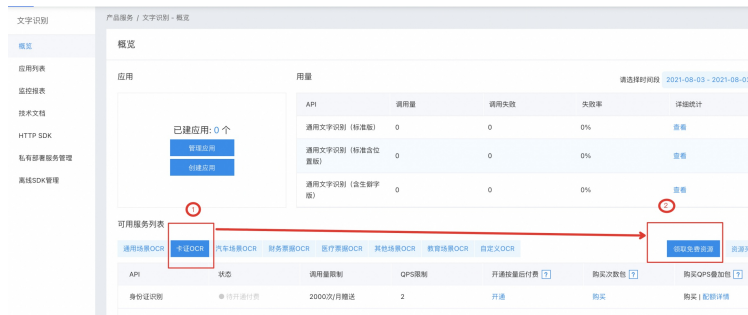 文字识别
产品服务 / 文字识别 - 概览
概览
概览
应用列表
监控报表
技术文档
HTTP SDK
私有部署服务管理
离线SDK管理
应用
已建应用: 0 个
管理应用
创建应用
用量
请选择时间段 2021-08-03 - 2021-08-03
API 调用量 调用失败 失败率 详细统计
通用文字识别（标准版） 0 0 0% 查看
通用文字识别（标准含位置版） 0 0 0% 查看
通用文字识别（含生僻字版） 0 0 0% 查看
1
2
可用服务列表
通用场景OCR 卡证OCR 汽车场景OCR 财务票据OCR 医疗票据OCR 其他场景OCR 教育场景OCR 自定义OCR 领取免费资源 资源
API 状态 调用量限制 QPS限制 开通按量后付费 ? 购买次数包 ? 购买QPS叠加包 ?
身份证识别 待开通付费 2000次/月赠送 2 开通 购买 购买 | 配额详情